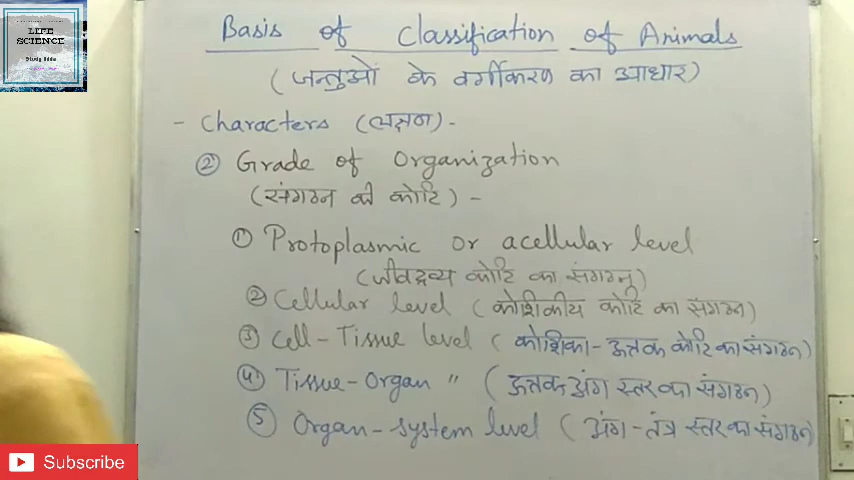 LIFE
SCIENCE
Study Adda
Basis of Classification of Animals
(जन्तुओं के वर्गीकरण का आधार)
- Characters (लक्षण) -
② Grade of Organization
(संगठन की कोटि) -
① Protoplasmic or acellular level
(जीवद्रव्य कोटि का संगठन)
② Cellular level (कोशिकीय कोटि का संगठन)
③ Cell - Tissue level (कोशिका - ऊतक कोटि का संगठन)
④ Tissue - Organ " (ऊतक अंग स्तर का संगठन)
⑤ Organ - system level (अंग - तंत्र स्तर का संगठन)
Subscribe